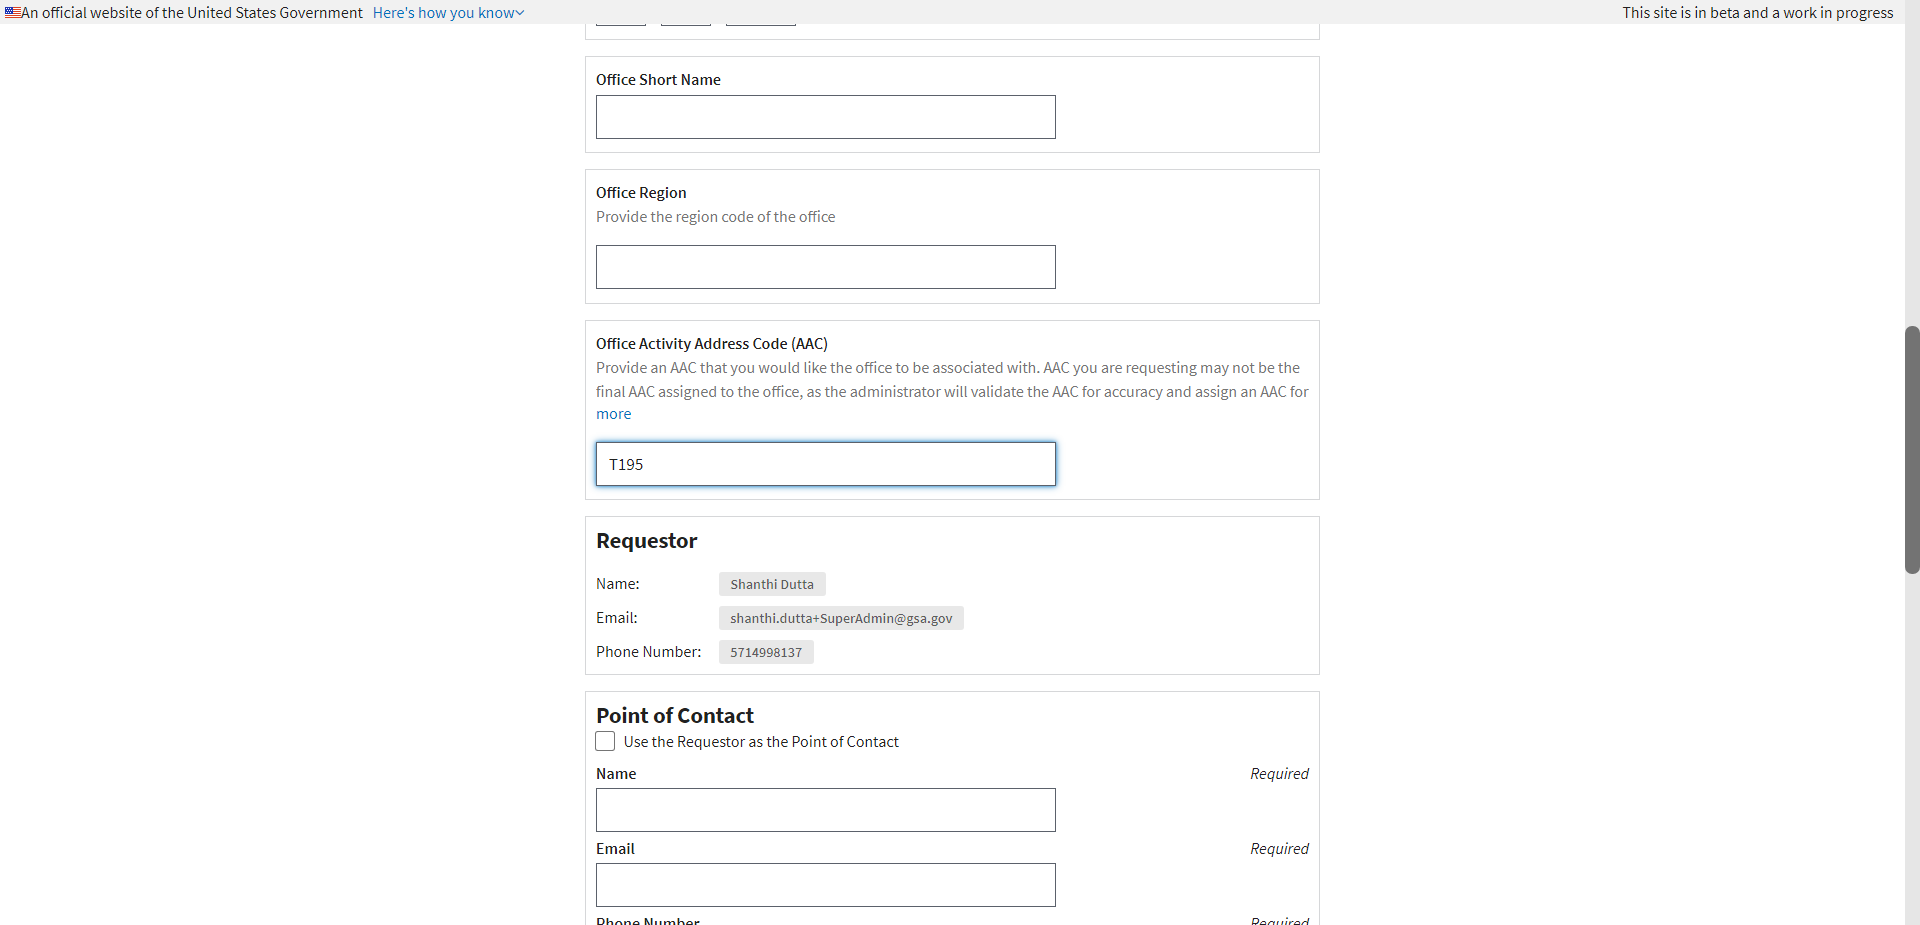 An official website of the United States Government Here's how you know
This site is in beta and a work in progress
Office Short Name
Office Region
Provide the region code of the office
Office Activity Address Code (AAC)
Provide an AAC that you would like the office to be associated with. AAC you are requesting may not be the
final AAC assigned to the office, as the administrator will validate the AAC for accuracy and assign an AAC for
more
T195
Requestor
Name: Shanthi Dutta
Email: shanthi.dutta+SuperAdmin@gsa.gov
Phone Number: 5714998137
Point of Contact
Use the Requestor as the Point of Contact
Name Required
Email Required
Phone Number Required